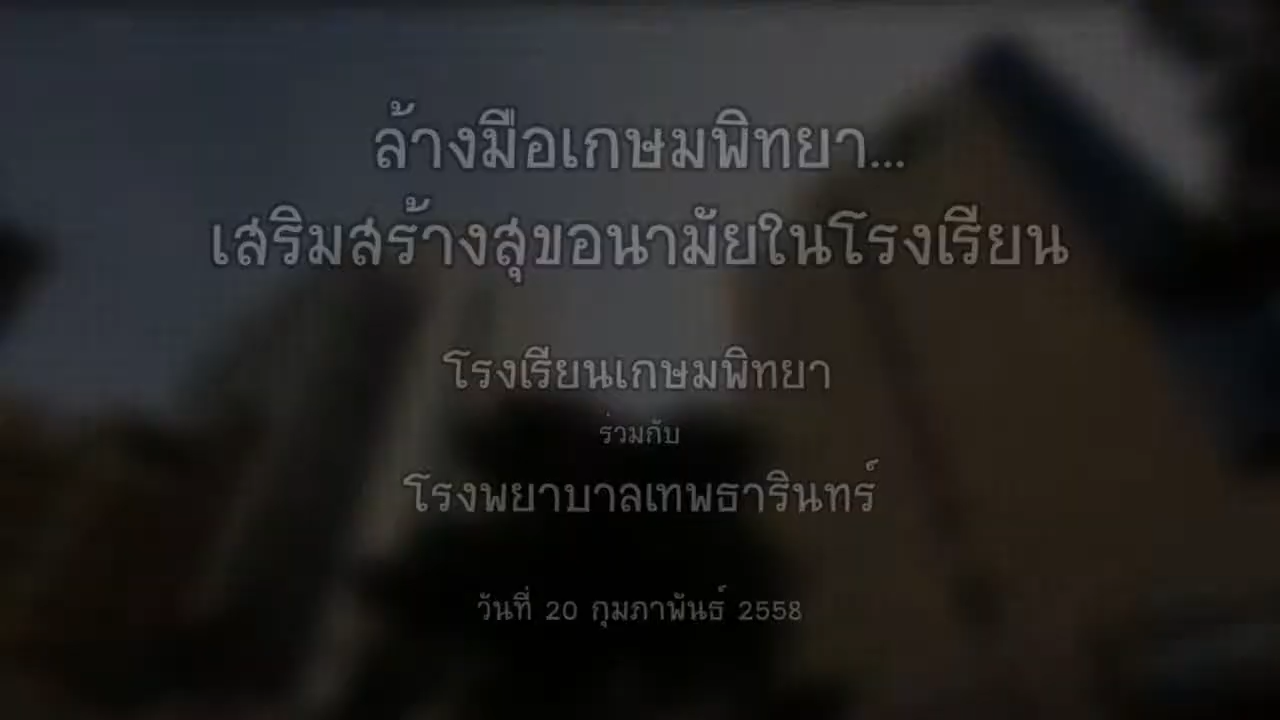 ล้างมือเกษมพิทยา...
เสริมสร้างสุขอนามัยในโรงเรียน
โรงเรียนเกษมพิทยา
ร่วมกับ
โรงพยาบาลเทพธารินทร์
วันที่ 20 กุมภาพันธ์ 2558